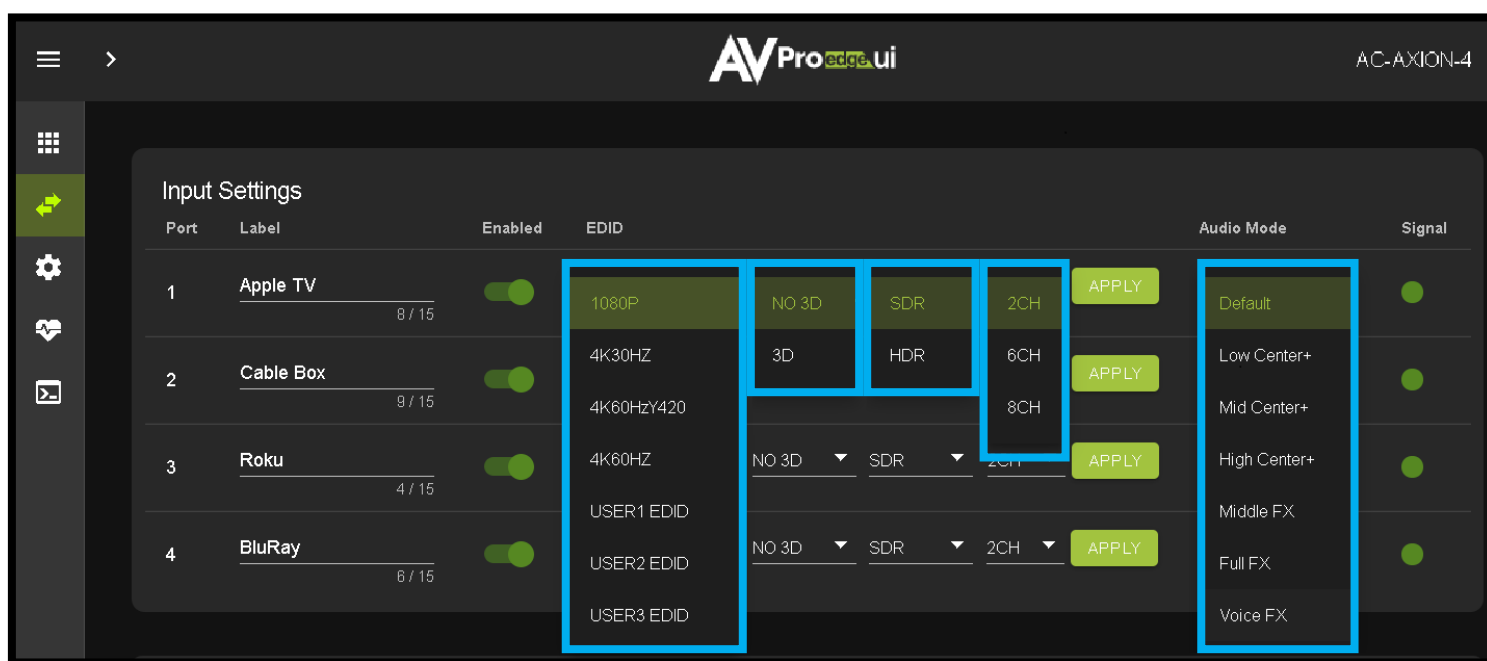 AVPro edge.ui
AC-AXION-4
Input Settings
Port Label Enabled EDID Audio Mode Signal
1 Apple TV 1080P NO 3D SDR 2CH APPLY Default
8 / 15
4K30HZ 3D HDR 6CH Low Center+
2 Cable Box APPLY
9 / 15 4K60HzY420 8CH Mid Center+
3 Roku 4K60HZ NO 3D SDR 2CH APPLY High Center+
4 / 15
USER1 EDID Middle FX
4 BluRay NO 3D SDR 2CH APPLY
6 / 15 USER2 EDID Full FX
USER3 EDID Voice FX